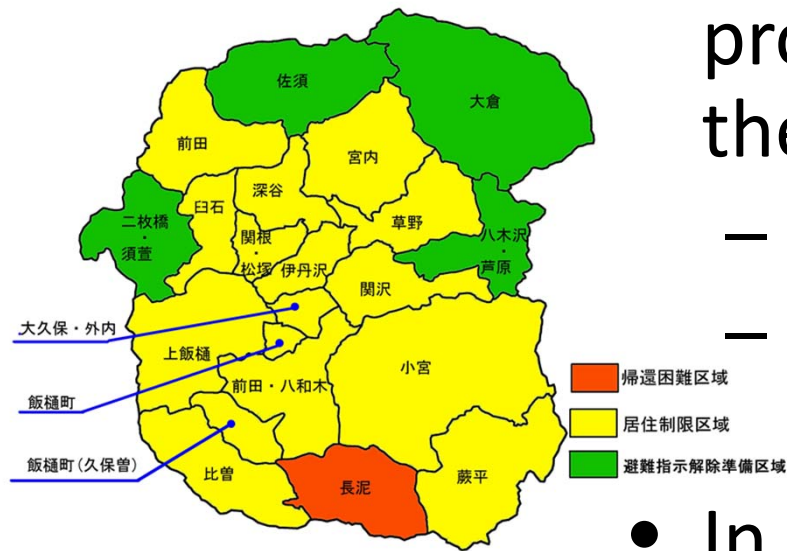 佐須
大倉
前田
宮内
深谷
臼石
草野
二枚橋
・
須萱
関根
・
松塚
伊丹沢
八木沢
・
芦原
関沢
大久保・外内
上飯樋
小宮
前田・八和木
飯樋町
飯樋町(久保曽)
比曽
長泥
蕨平
帰還困難区域
居住制限区域
避難指示解除準備区域
pro
the
–
–
• In